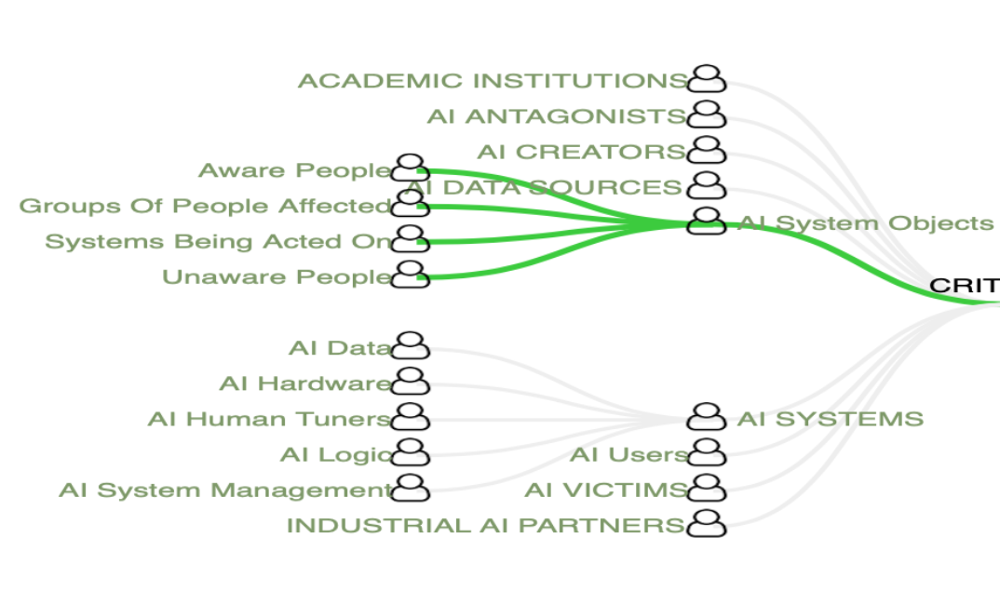 ACADEMIC INSTITUTIONS
AI ANTAGONISTS
AI CREATORS
Aware People
AI DATA SOURCES
Groups Of People Affected
AI System Objects
Systems Being Acted On
Unaware People
CRIT
AI Data
AI Hardware
AI Human Tuners
AI SYSTEMS
AI Logic
AI Users
AI System Management
AI VICTIMS
INDUSTRIAL AI PARTNERS